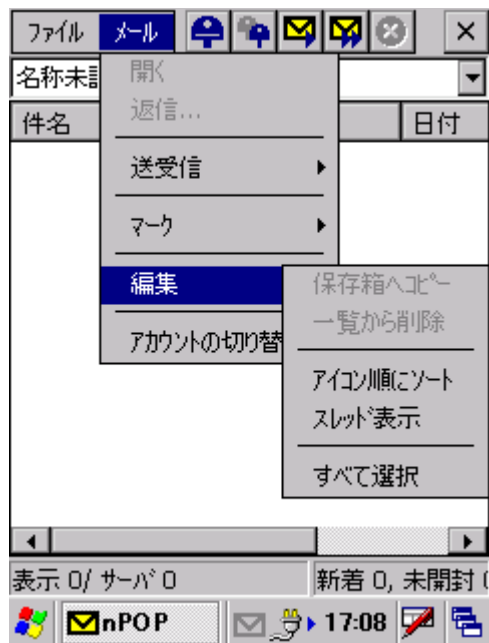 ﾌｧｲﾙ ﾒｰﾙ
名称未
開く
返信...
件名 日付
送受信
ﾏｰｸ
編集
保存箱へｺﾋﾟｰ
一覧から削除
ｱｶｳﾝﾄの切り替
ｱｲｺﾝ順にｿｰﾄ
ｽﾚｯﾄﾞ表示
すべて選択
表示 0/ ｻｰﾊﾞ 0 新着 0, 未開封
nPOP 17:08